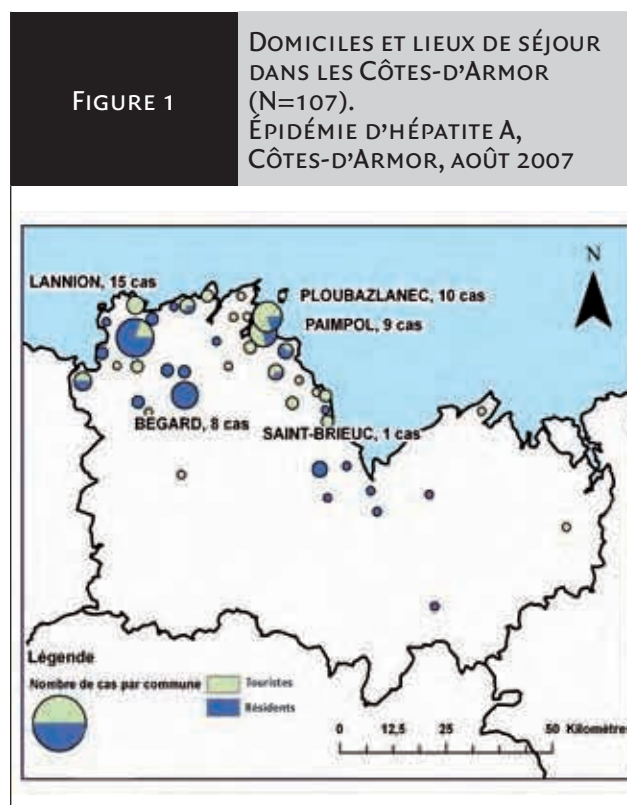 FIGURE 1
DOMICILES ET LIEUX DE SÉJOUR
DANS LES CÔTES-D'ARMOR
(N=107).
ÉPIDÉMIE D'HÉPATITE A,
CÔTES-D'ARMOR, AOÛT 2007
N
LANNION, 15 cas
PLOUBAZLANEC, 10 cas
PAIMPOL, 9 cas
BEGARD, 8 cas
SAINT-BRIEUC, 1 cas
Légende
Nombre de cas par commune
Touristes
Résidents
0 12,5 25 50 Kilomètres